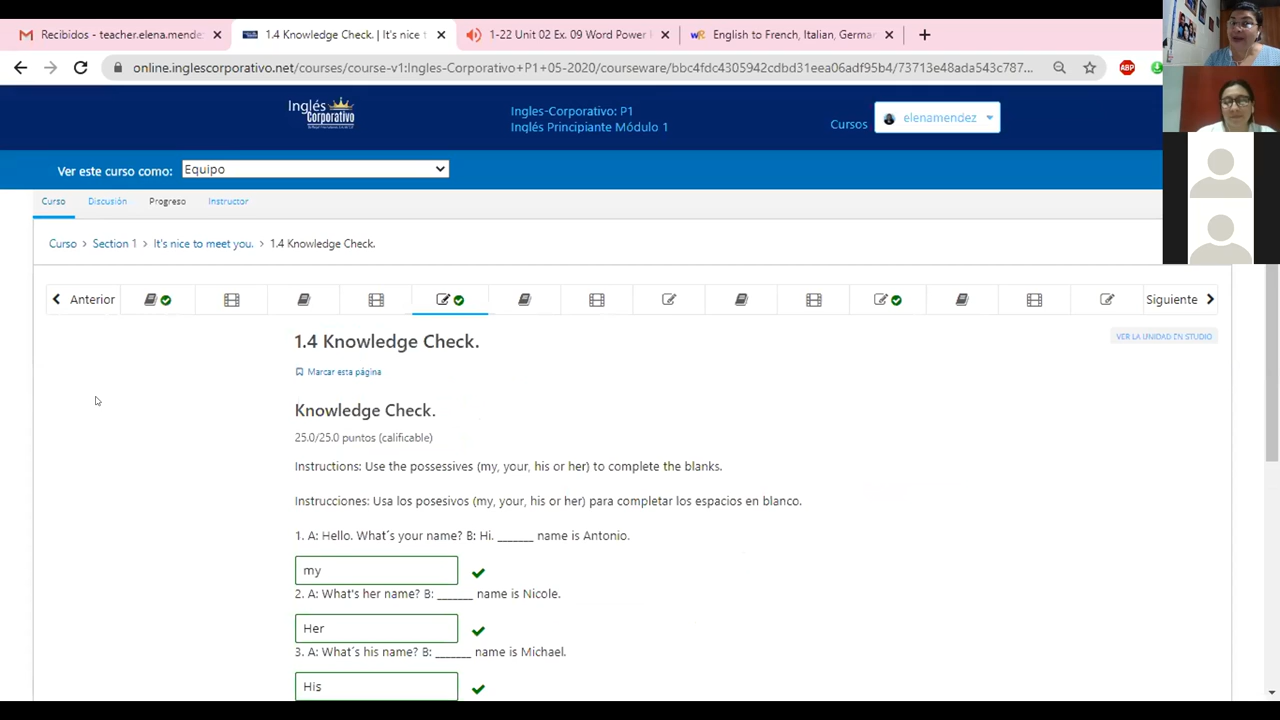 Recibidos - teacher.elena.mende
1.4 Knowledge Check. | It's nice t
1-22 Unit 02 Ex. 09 Word Power
English to French, Italian, Germa
online.inglescorporativo.net/courses/course-v1:Ingles-Corporativo+P1+05-2020/courseware/bbc4fdc4305942cdbd31eea06adf95b4/73713e48ada543c787...
ABP
Inglés
Corporativo
Ingles-Corporativo: P1
Inglés Principiante Módulo 1
Cursos
elenamendez
Ver este curso como:
Equipo
Curso
Discusión
Progreso
Instructor
Curso > Section 1 > It's nice to meet you. > 1.4 Knowledge Check.
Anterior
Siguiente
1.4 Knowledge Check.
VER LA UNIDAD EN STUDIO
Marcar esta página
Knowledge Check.
25.0/25.0 puntos (calificable)
Instructions: Use the possessives (my, your, his or her) to complete the blanks.
Instrucciones: Usa los posesivos (my, your, his or her) para completar los espacios en blanco.
1. A: Hello. What´s your name? B: Hi. _______ name is Antonio.
my
2. A: What's her name? B: _______ name is Nicole.
Her
3. A: What´s his name? B: _______ name is Michael.
His